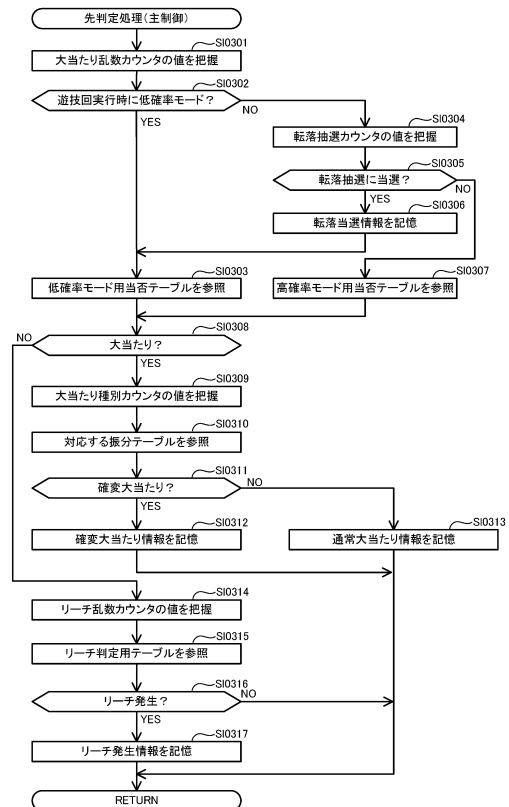 先判定処理(主制御)
SI0301
大当たり乱数カウンタの値を把握
SI0302
遊技回実行時に低確率モード？
NO
YES
SI0304
転落抽選カウンタの値を把握
SI0305
転落抽選に当選？
NO
YES
SI0306
転落当選情報を記憶
SI0303
低確率モード用当否テーブルを参照
SI0307
高確率モード用当否テーブルを参照
SI0308
NO
大当たり？
YES
SI0309
大当たり種別カウンタの値を把握
SI0310
対応する振分テーブルを参照
SI0311
確変大当たり？
NO
YES
SI0312
確変大当たり情報を記憶
SI0313
通常大当たり情報を記憶
SI0314
リーチ乱数カウンタの値を把握
SI0315
リーチ判定用テーブルを参照
SI0316
リーチ発生？
NO
YES
SI0317
リーチ発生情報を記憶
RETURN